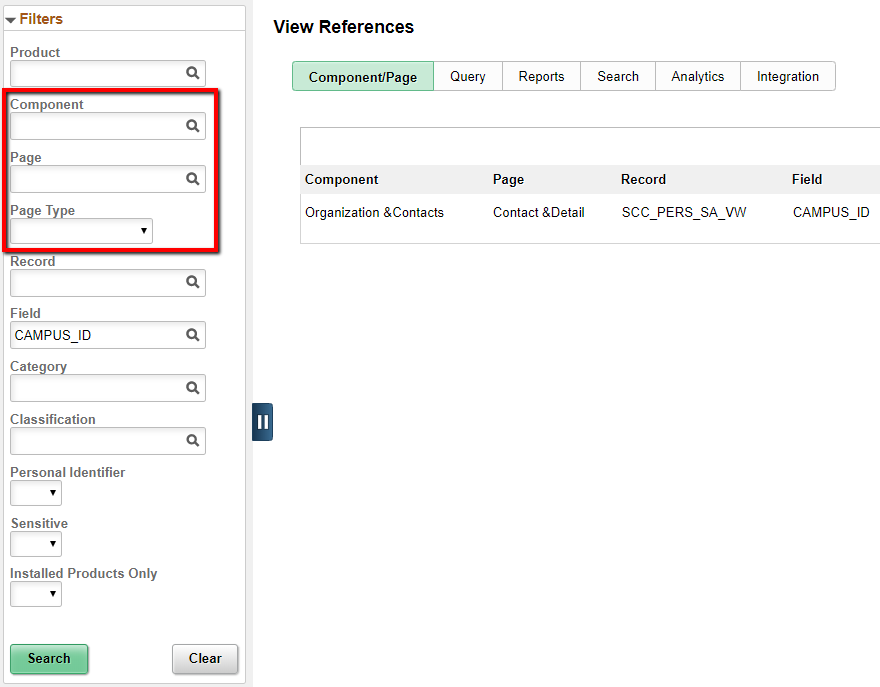 Filters
Product
Component
Page
Page Type
Record
Field
CAMPUS_ID
Category
Classification
Personal Identifier
Sensitive
Installed Products Only
Search Clear
View References
Component/Page Query Reports Search Analytics Integration
Component Page Record Field
Organization &Contacts Contact &Detail SCC_PERS_SA_VW CAMPUS_ID